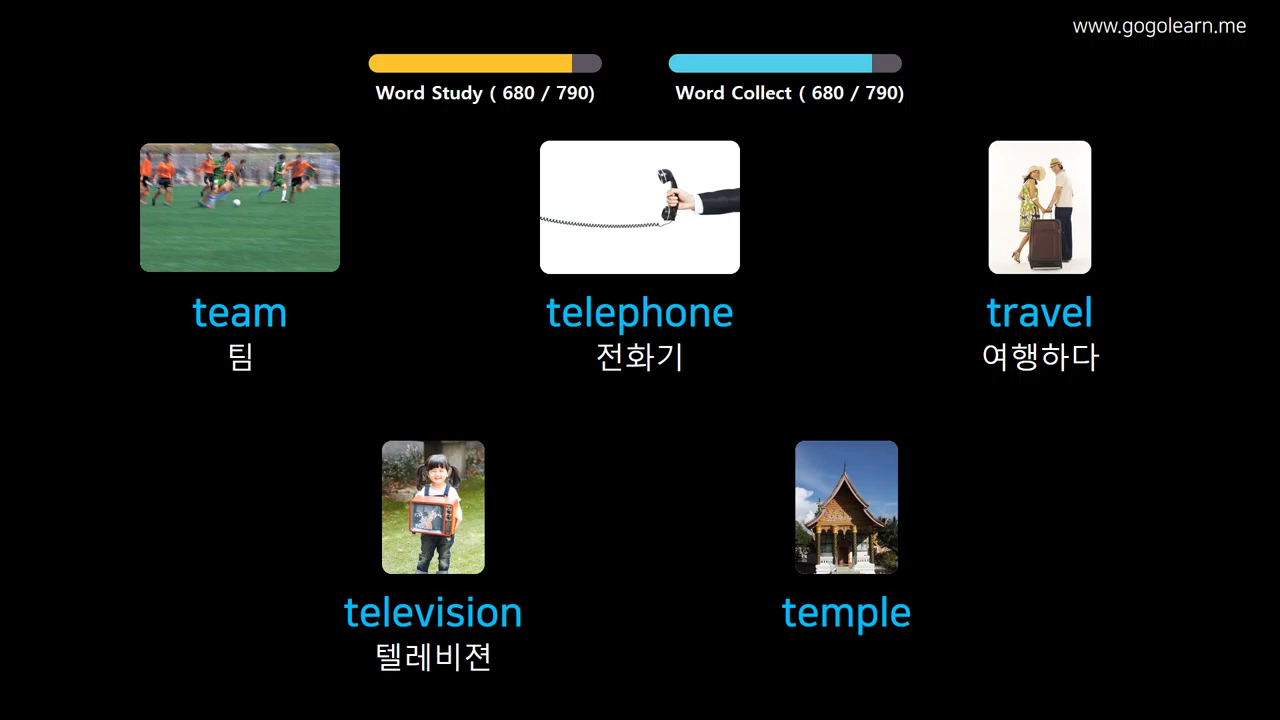 www.gogolearn.me
Word Study ( 680 / 790)
Word Collect ( 680 / 790)
team
팀
telephone
전화기
travel
여행하다
television
텔레비젼
temple